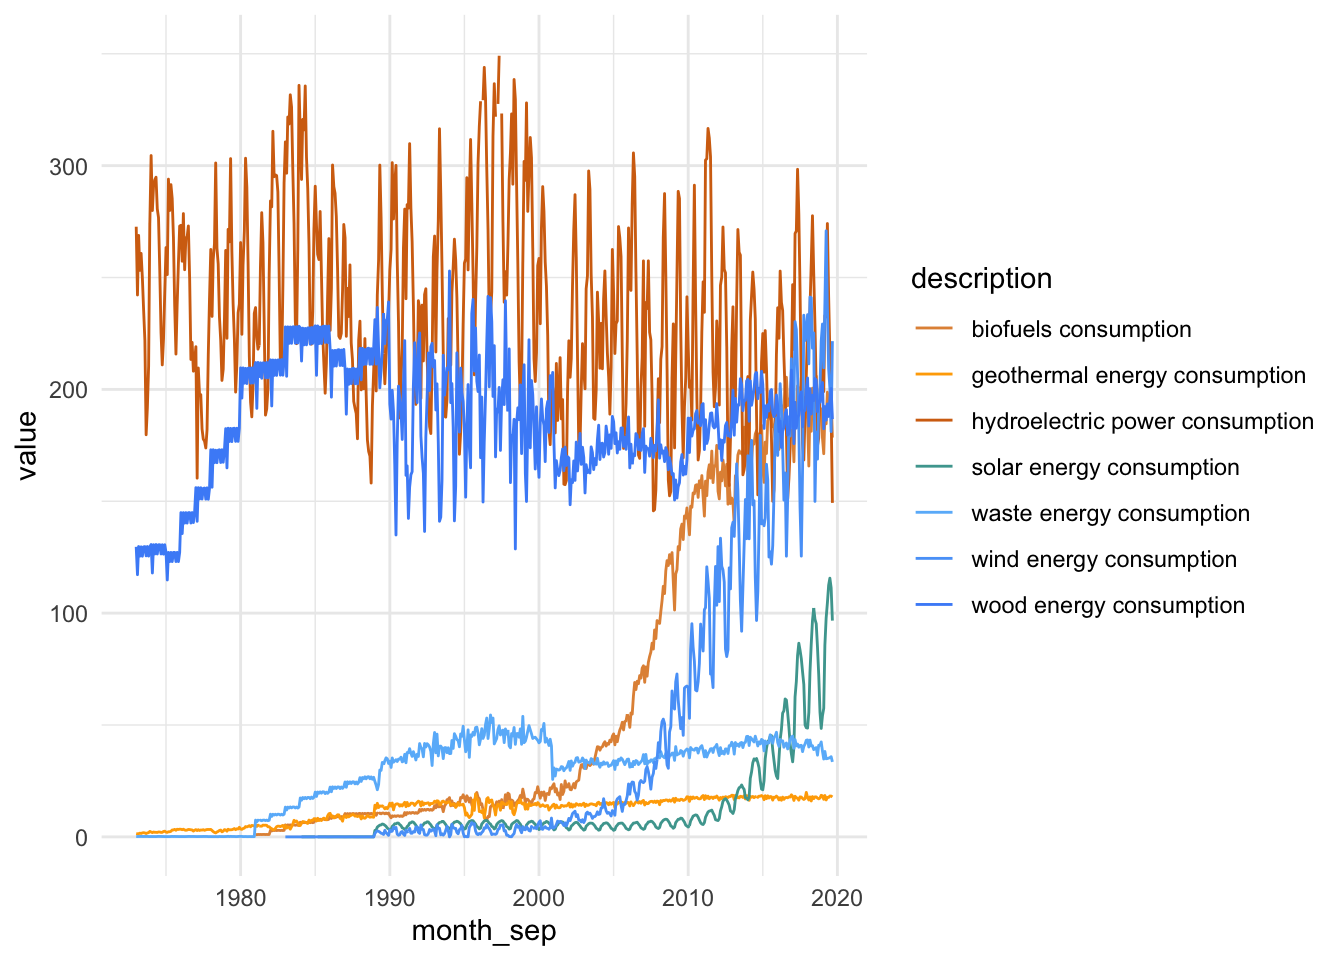 value
300
200
100
0
1980 1990 2000 2010 2020
month_sep
description
biofuels consumption
geothermal energy consumption
hydroelectric power consumption
solar energy consumption
waste energy consumption
wind energy consumption
wood energy consumption